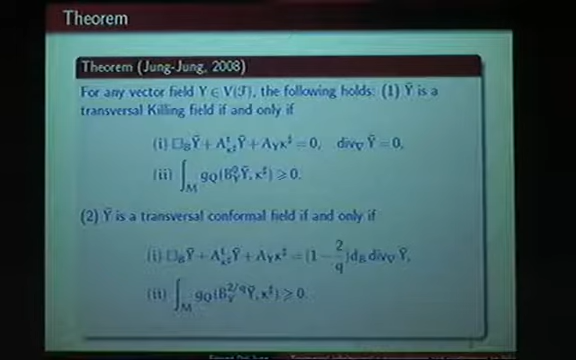 Theorem
Theorem (Jung-Jung, 2008)
For any vector field Y ∈ V(ℱ), the following holds: (1) Ȳ is a
transversal Killing field if and only if
(i) □_B Ȳ + A^t_{κ^♯} Ȳ + A_Y κ^♯ = 0, div_∇ Ȳ = 0,
(ii) ∫_M g_Q(B^0_Y Ȳ, κ^♯) ⩾ 0.
(2) Ȳ is a transversal conformal field if and only if
(i) □_B Ȳ + A^t_{κ^♯} Ȳ + A_Y κ^♯ = (1 − 2/q) d_B div_∇ Ȳ,
(ii) ∫_M g_Q(B^{2/q}_Y Ȳ, κ^♯) ⩾ 0.